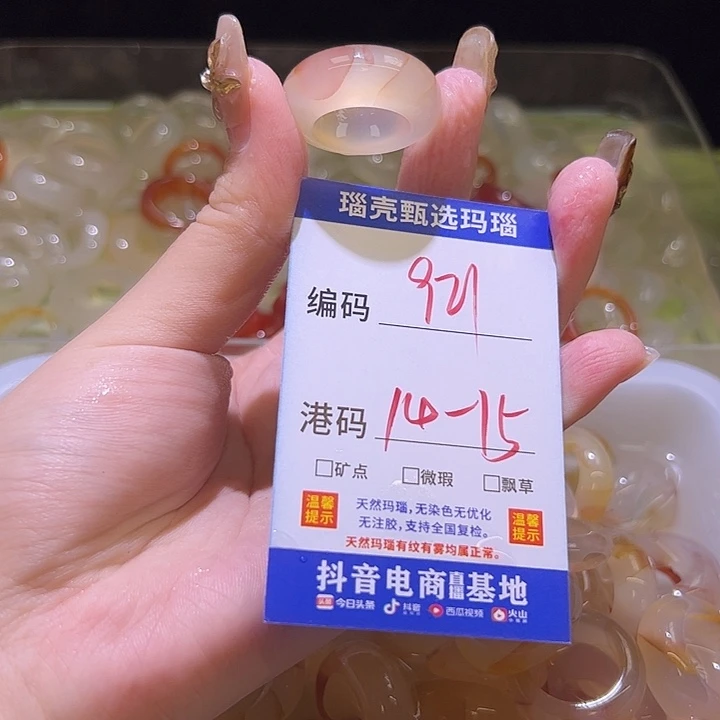 瑙壳甄选玛瑙
编码 921
港码 14-15
□矿点 □微瑕 □飘草
温馨提示
天然玛瑙，无染色无优化
无注胶，支持全国复检。
温馨提示
天然玛瑙有纹有雾均属正常。
抖音电商直播基地
头条 今日头条 抖音 西瓜视频 火山